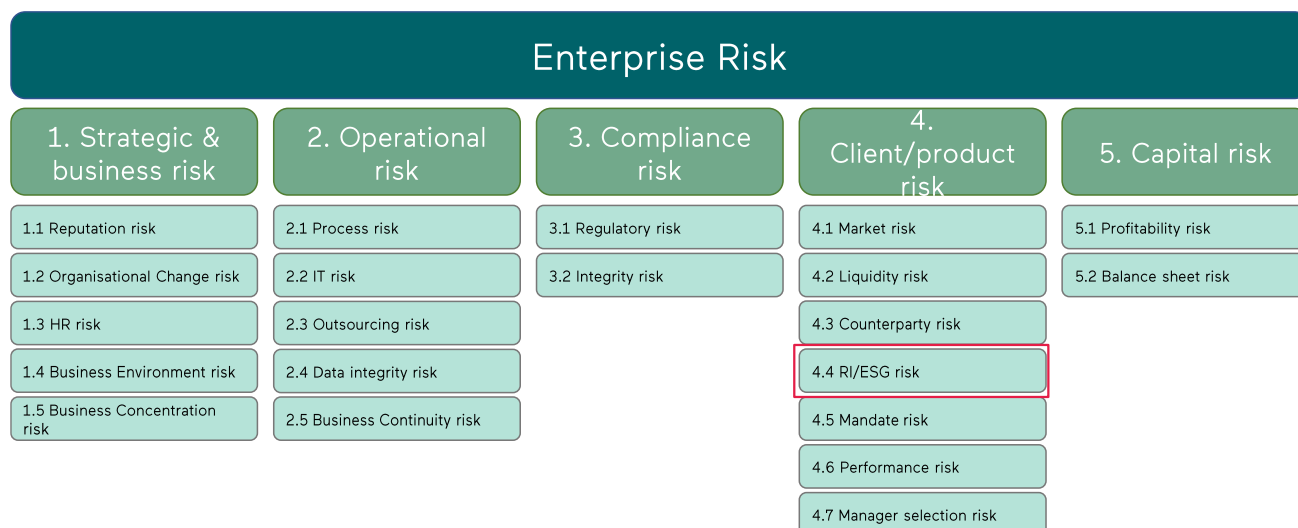 Enterprise Risk
1. Strategic &
business risk
1.1 Reputation risk
1.2 Organisational Change risk
1.3 HR risk
1.4 Business Environment risk
1.5 Business Concentration
risk
2. Operational
risk
2.1 Process risk
2.2 IT risk
2.3 Outsourcing risk
2.4 Data integrity risk
2.5 Business Continuity risk
3. Compliance
risk
3.1 Regulatory risk
3.2 Integrity risk
4.
Client/product
risk
4.1 Market risk
4.2 Liquidity risk
4.3 Counterparty risk
4.4 RI/ESG risk
4.5 Mandate risk
4.6 Performance risk
4.7 Manager selection risk
5. Capital risk
5.1 Profitability risk
5.2 Balance sheet risk